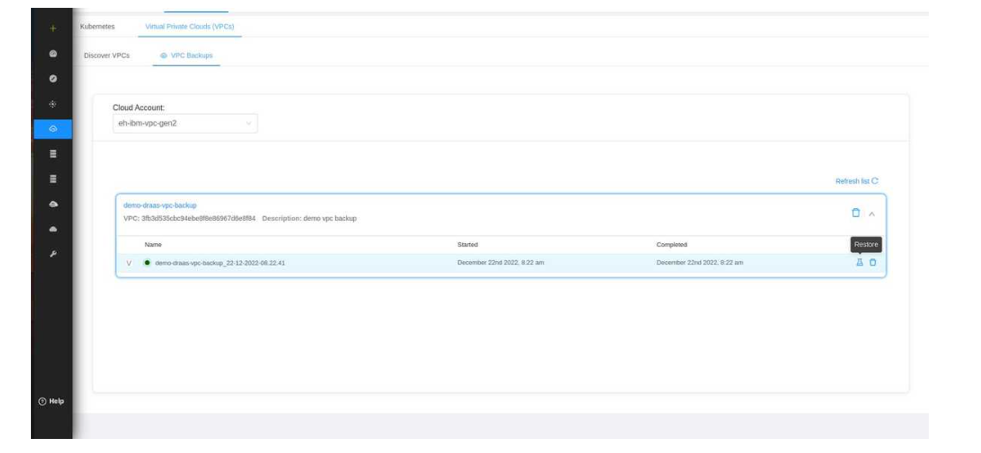 Kubernetes Virtual Private Clouds (VPCs)
Discover VPCs VPC Backups
Cloud Account:
eh-ibm-vpc-gen2
Refresh list
demo-draas-vpc-backup
VPC: Description: demo vpc backup
Name Started Completed Restore
demo-draas-vpc-backup_22-12-2022-08.22.41 December 22nd 2022, 8:22 am December 22nd 2022, 8:22 am
Help